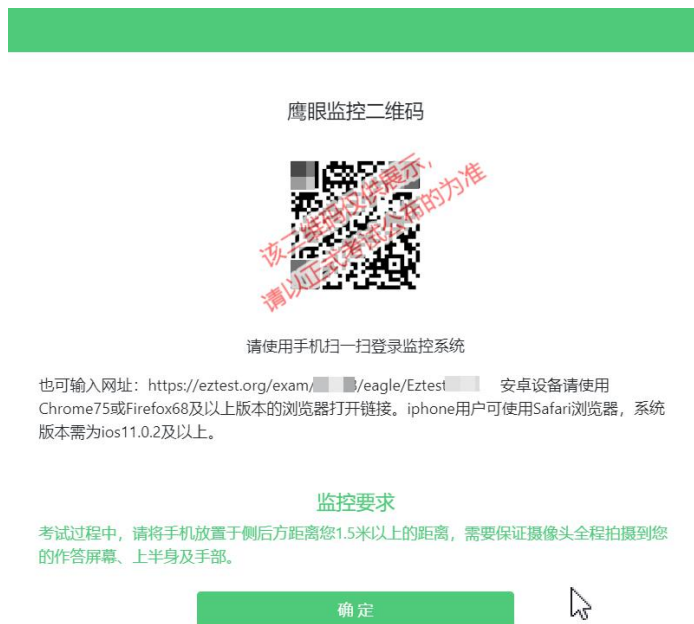 鹰眼监控二维码
该二维码仅供展示，
请以正式考试公布的为准
请使用手机扫一扫登录监控系统
也可输入网址：https://eztest.org/exam/ 3/eagle/Eztest 安卓设备请使用
Chrome75或Firefox68及以上版本的浏览器打开链接。iphone用户可使用Safari浏览器，系统
版本需为ios11.0.2及以上。
监控要求
考试过程中，请将手机放置于侧后方距离您1.5米以上的距离，需要保证摄像头全程拍摄到您
的作答屏幕、上半身及手部。
确定